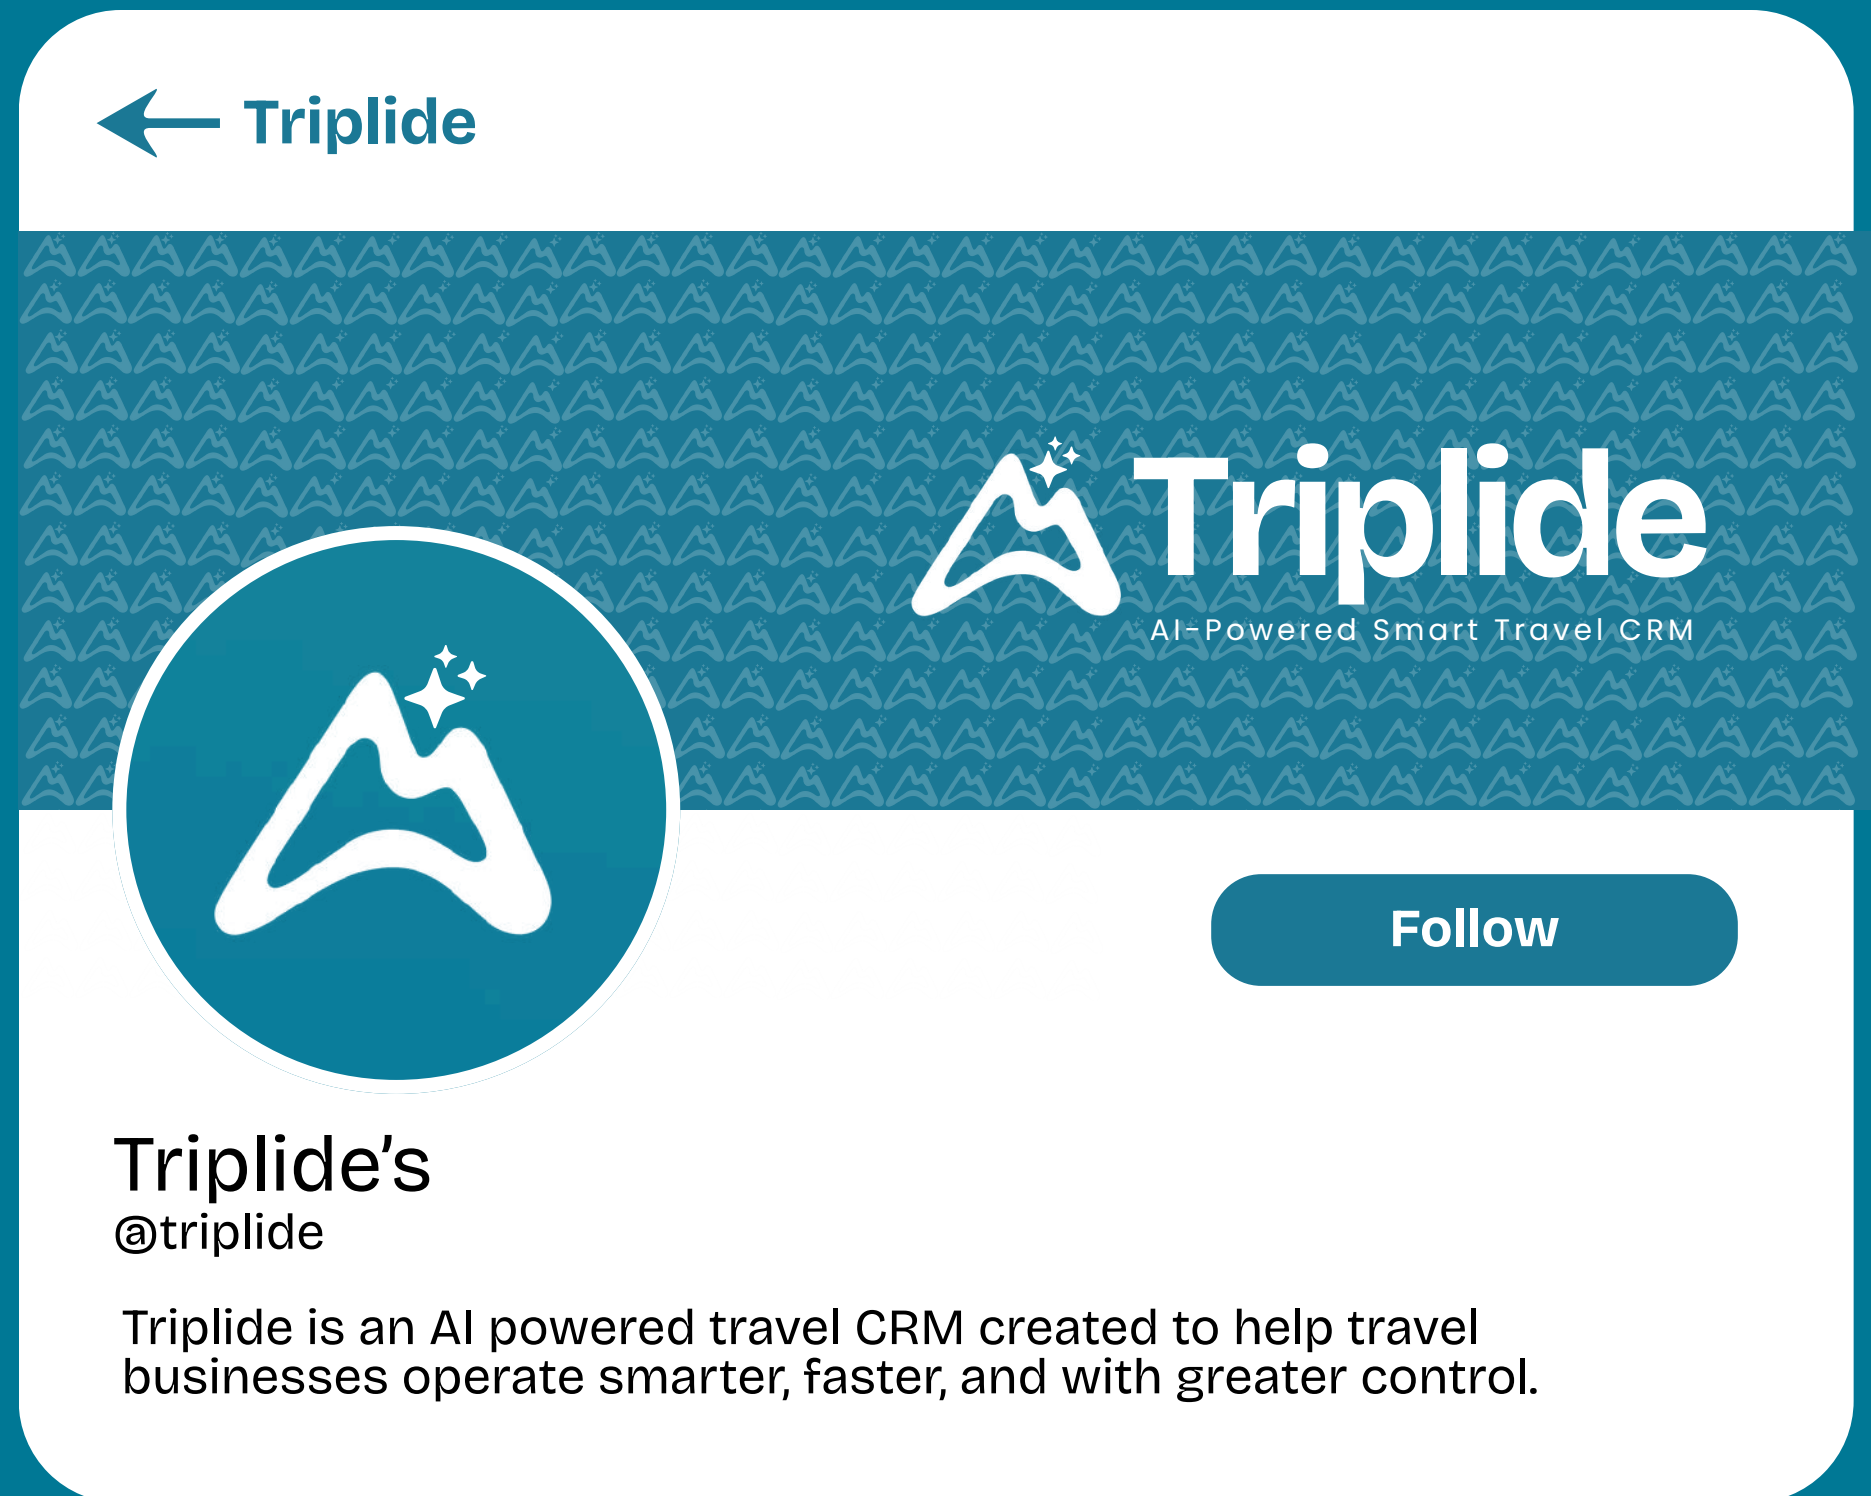 Triplide
Triplide
AI-Powered Smart Travel CRM
Follow
Triplide’s
@triplide
Triplide is an AI powered travel CRM created to help travel
businesses operate smarter, faster, and with greater control.